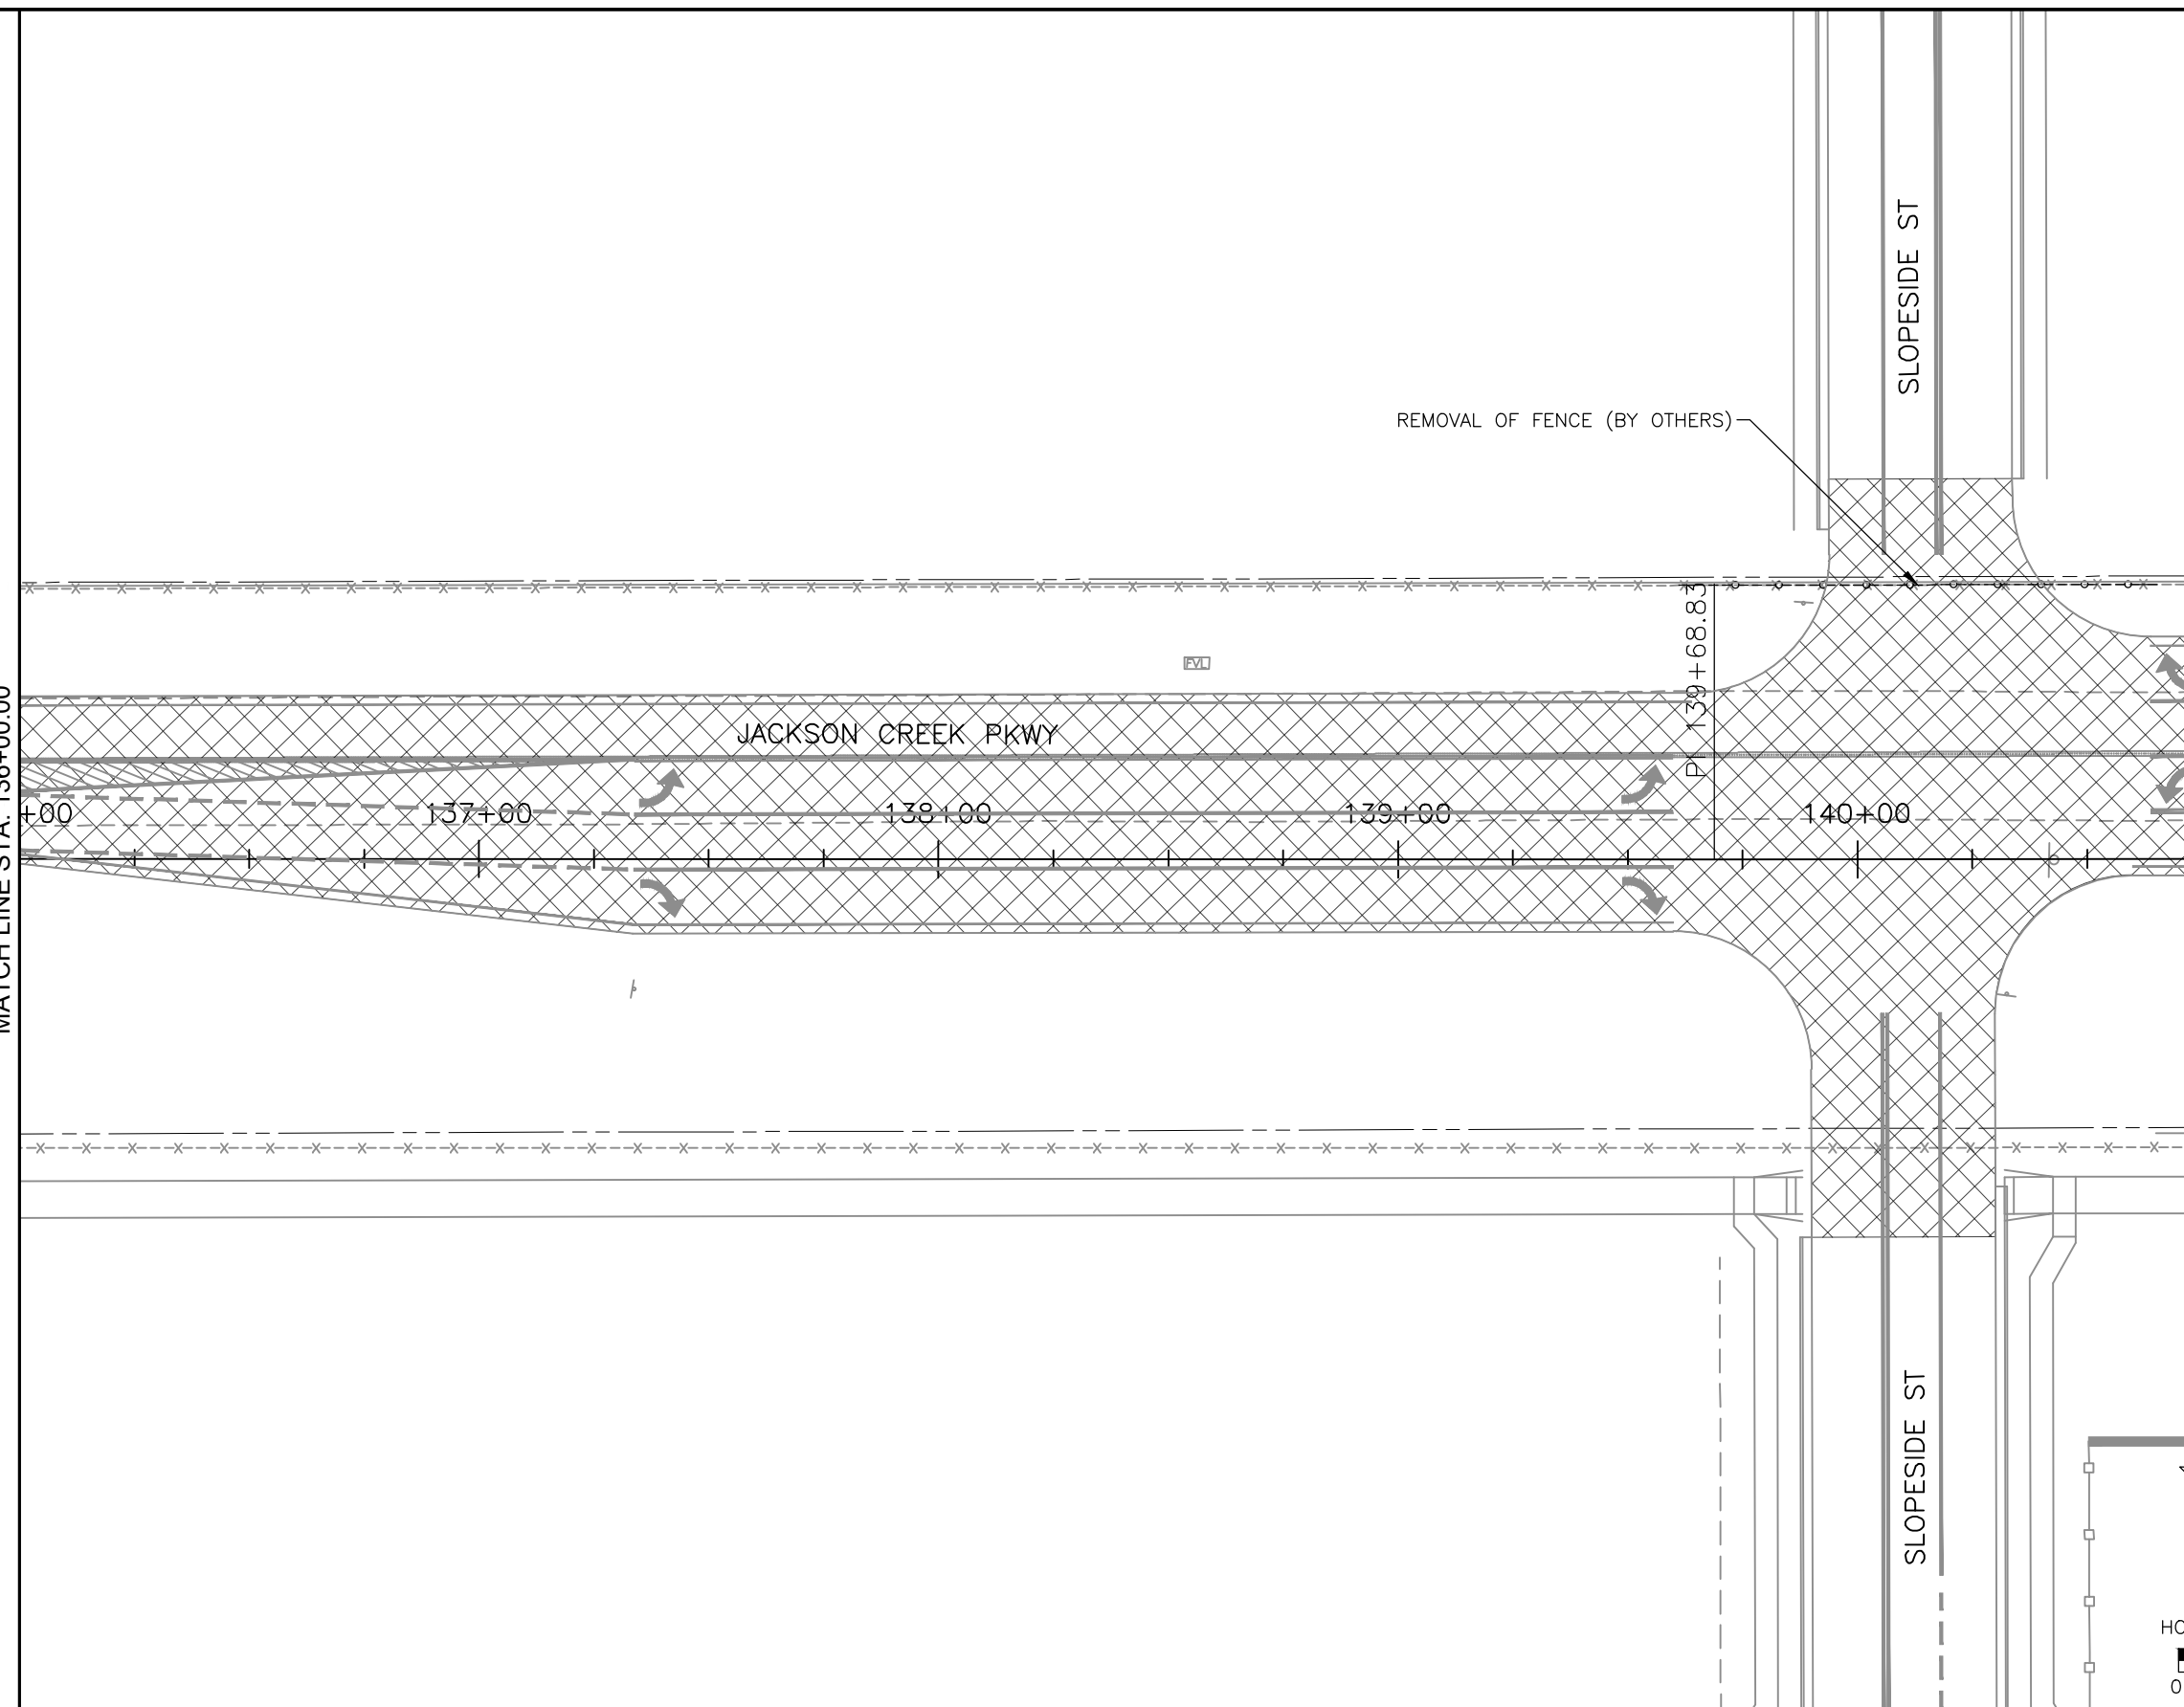 SLOPESIDE ST
REMOVAL OF FENCE (BY OTHERS)
PI 139+68.83
FVL
JACKSON CREEK PKWY
+00
137+00
138+00
139+00
140+00
MATCH LINE STA. 136+00.00
SLOPESIDE ST
HO
0